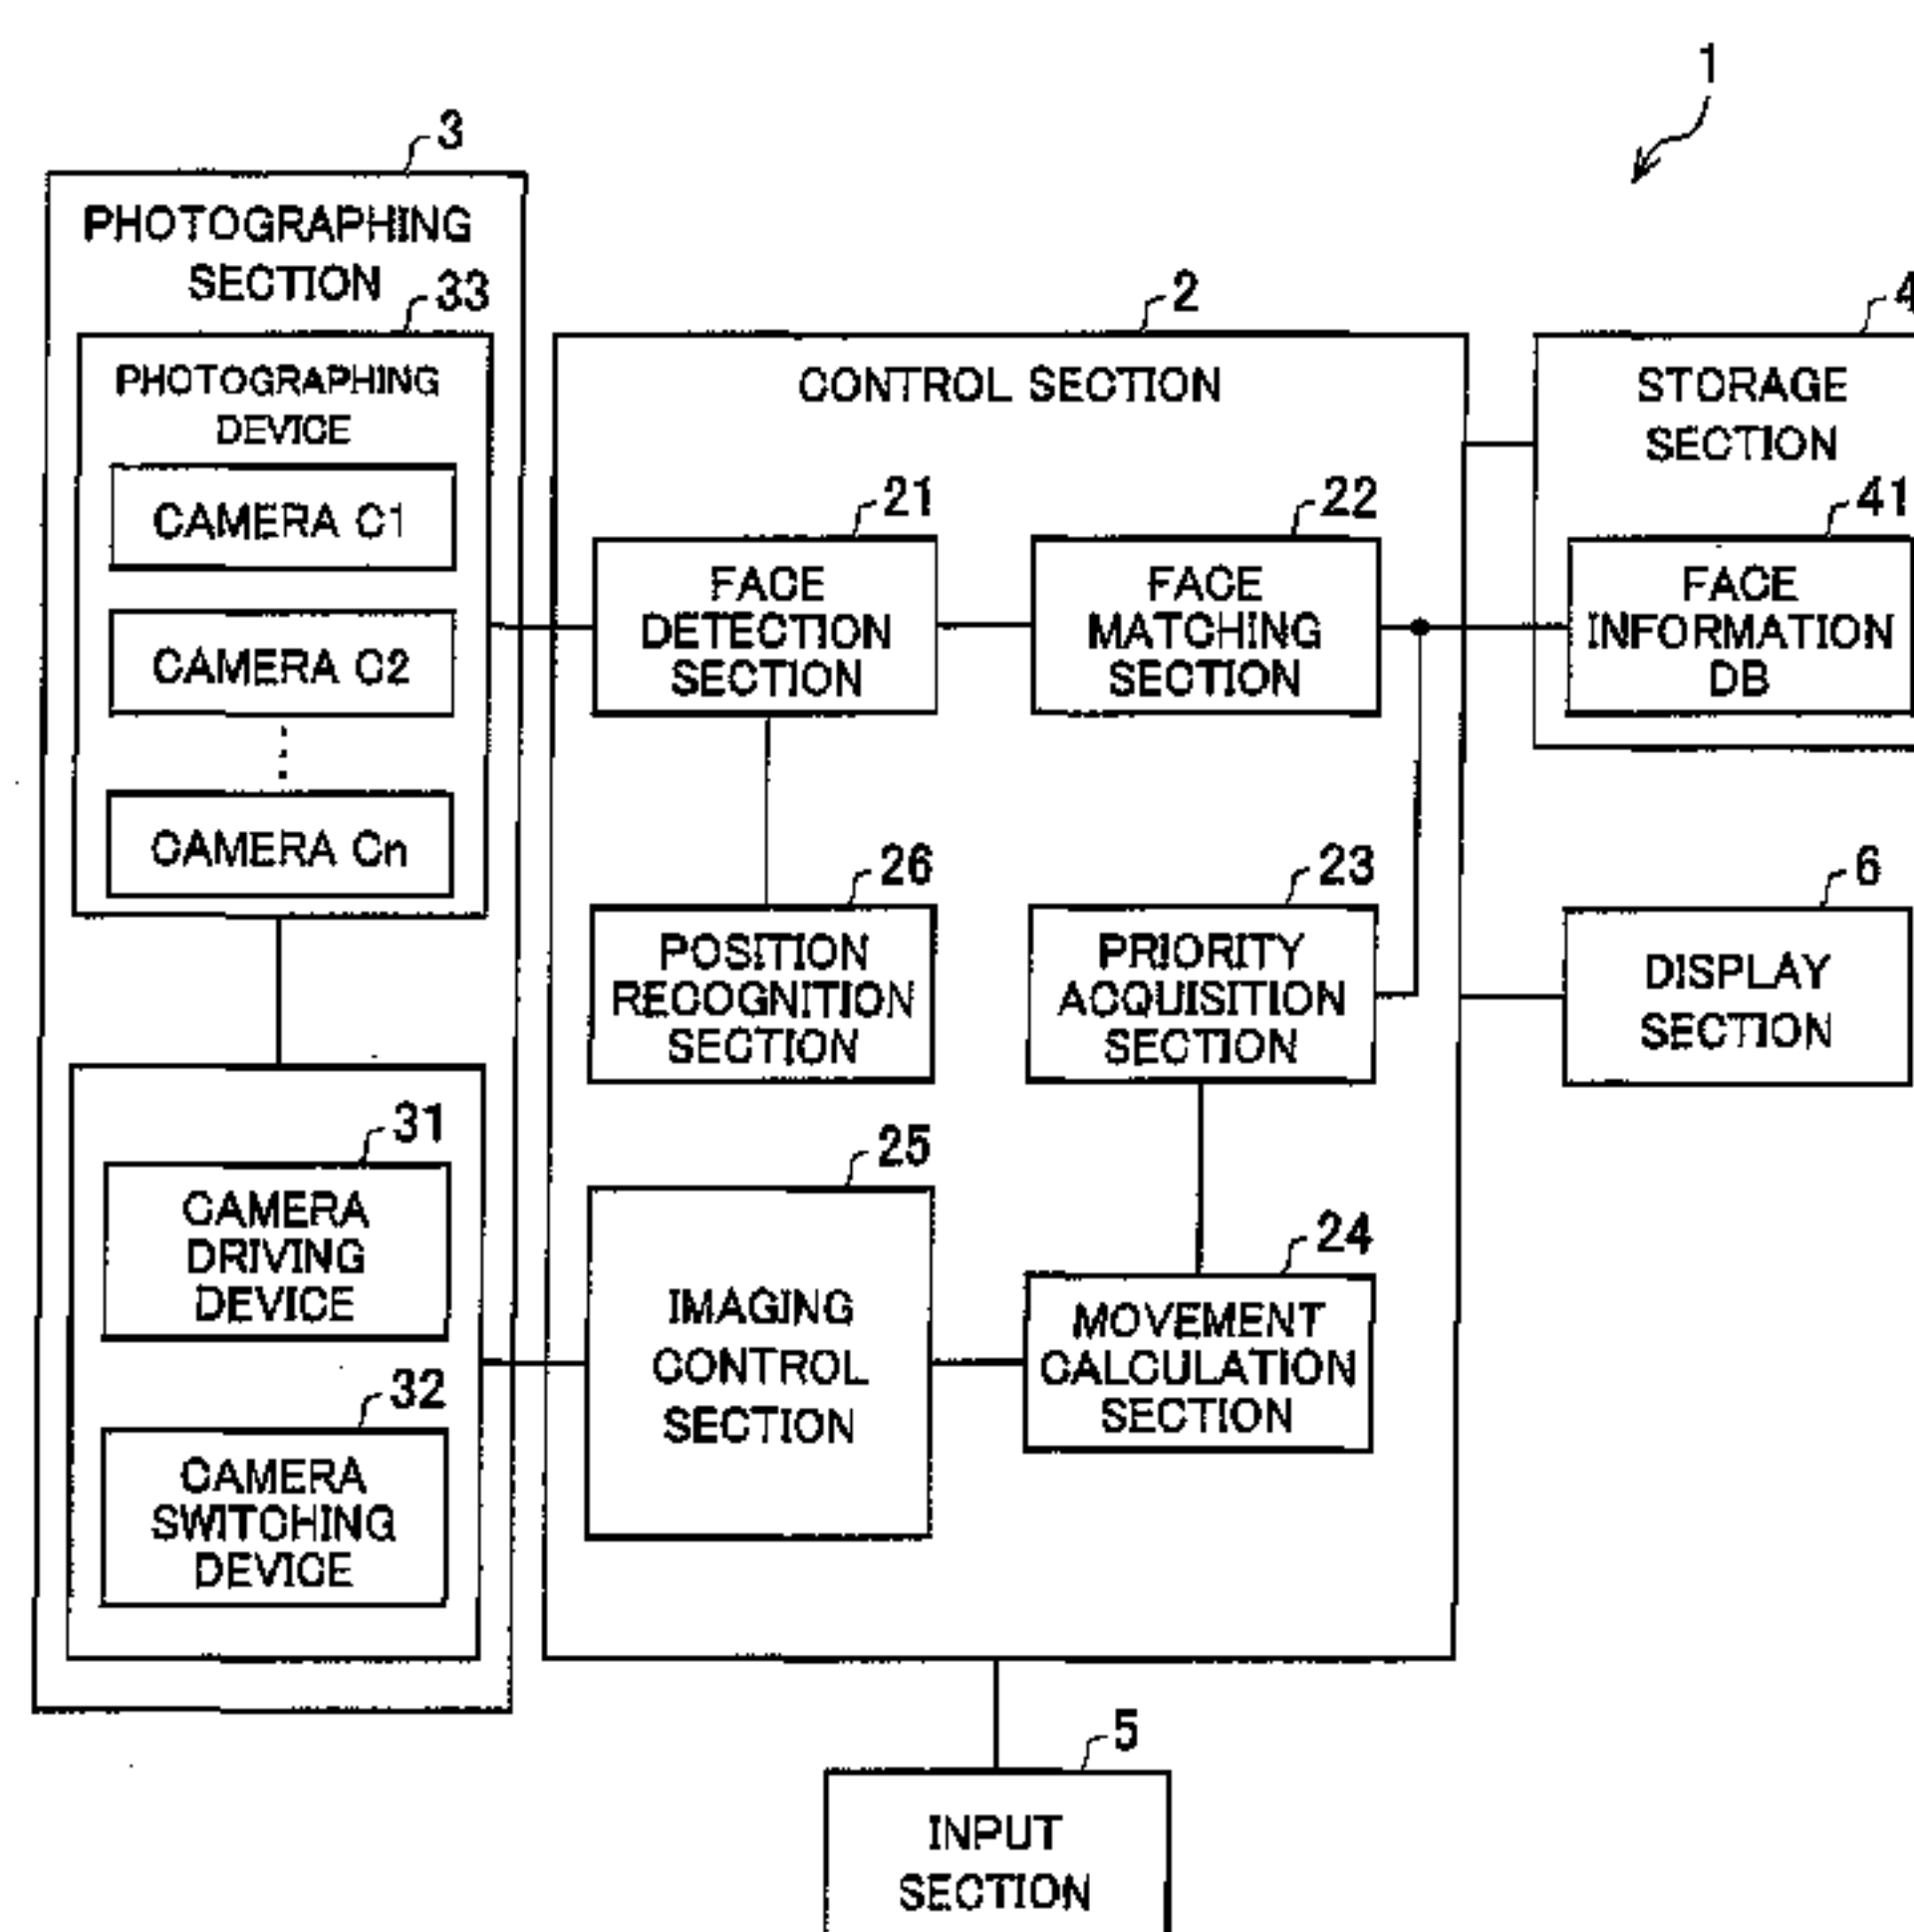 1
3
PHOTOGRAPHING
SECTION
33
PHOTOGRAPHING
DEVICE
CAMERA C1
CAMERA C2
CAMERA Cn
31
CAMERA
DRIVING
DEVICE
32
CAMERA
SWITCHING
DEVICE
2
CONTROL SECTION
21
FACE
DETECTION
SECTION
22
FACE
MATCHING
SECTION
26
POSITION
RECOGNITION
SECTION
23
PRIORITY
ACQUISITION
SECTION
25
IMAGING
CONTROL
SECTION
24
MOVEMENT
CALCULATION
SECTION
4
STORAGE
SECTION
41
FACE
INFORMATION
DB
6
DISPLAY
SECTION
5
INPUT
SECTION